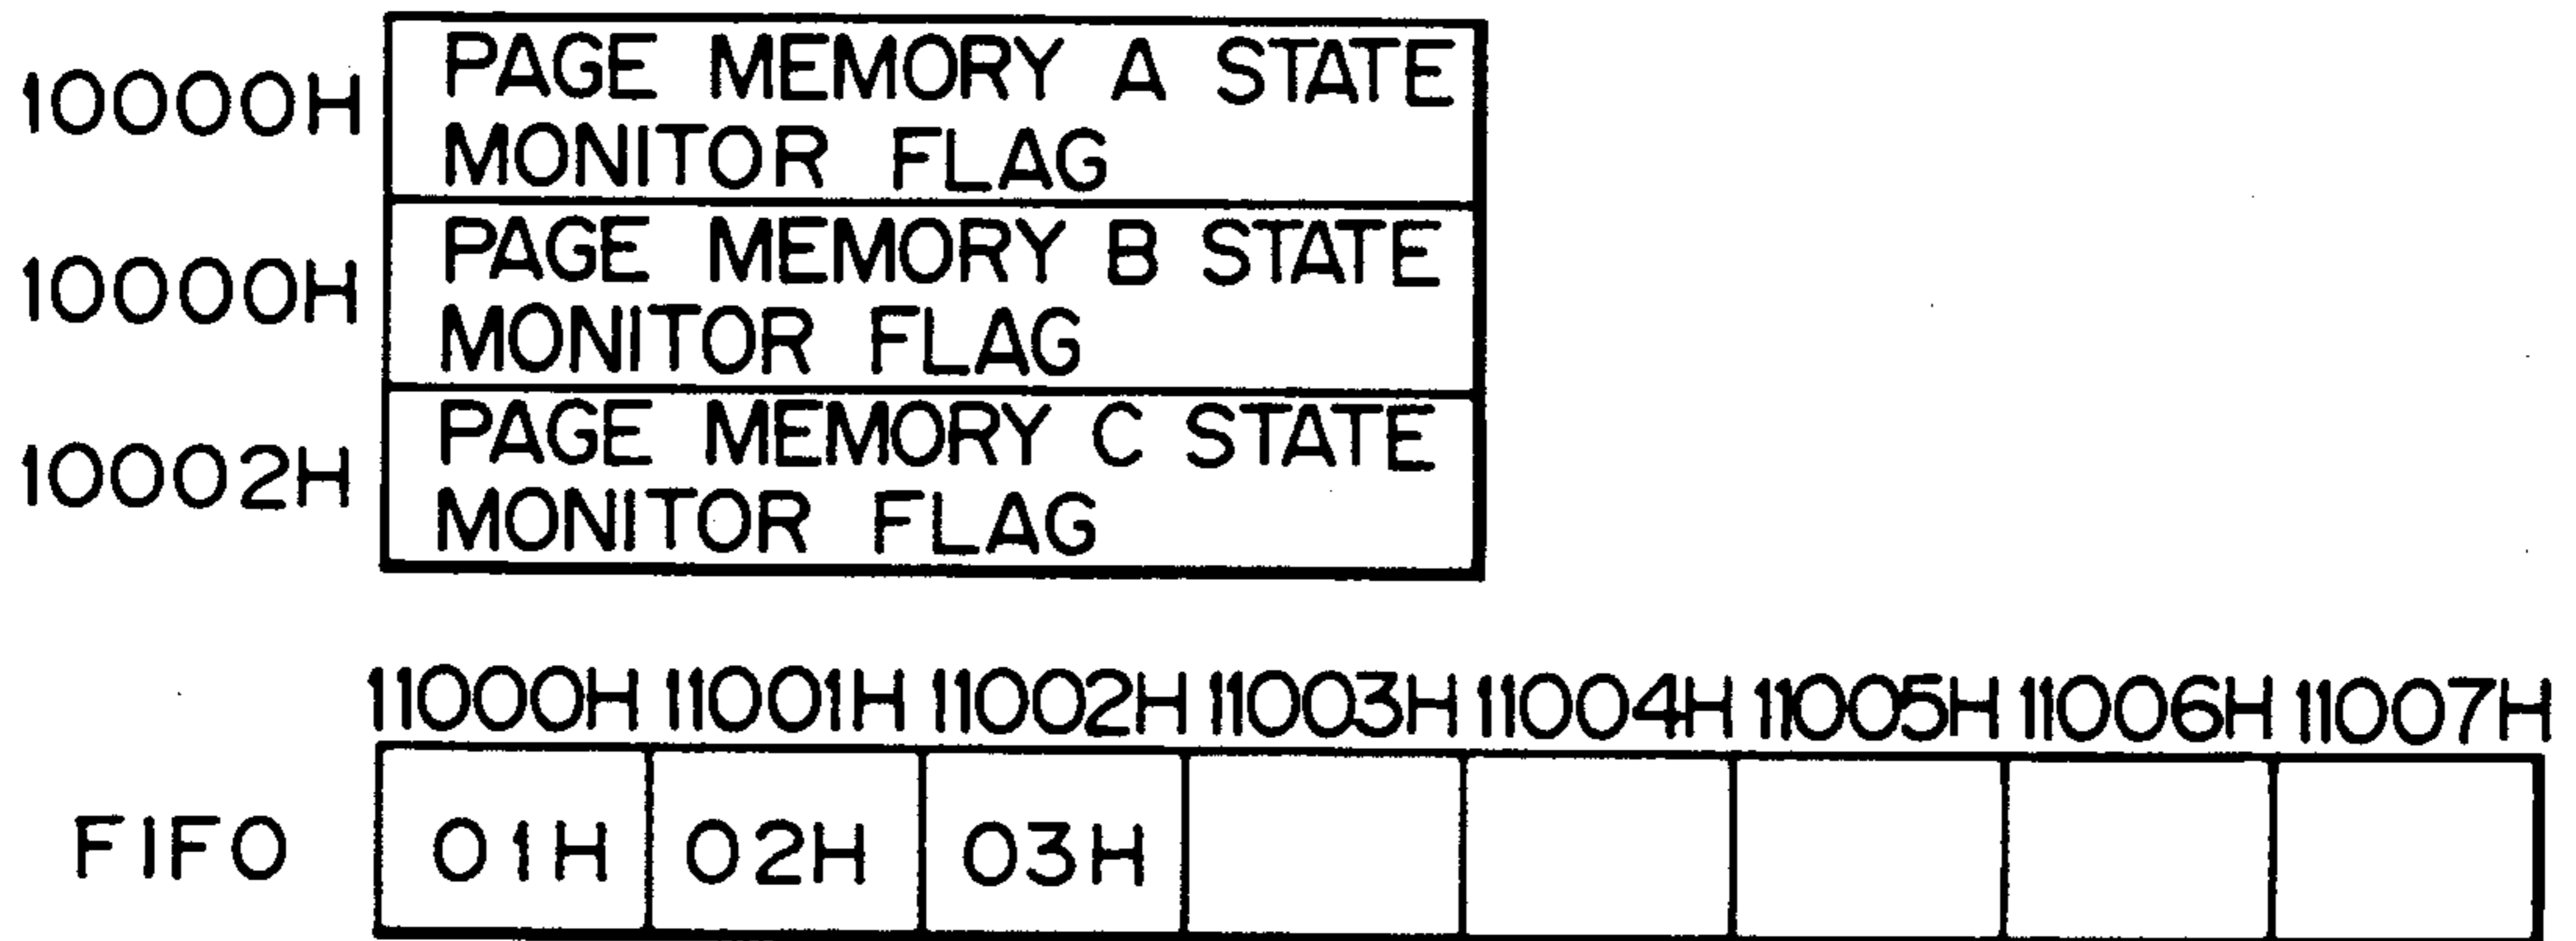 10000H PAGE MEMORY A STATE
MONITOR FLAG
10000H PAGE MEMORY B STATE
MONITOR FLAG
10002H PAGE MEMORY C STATE
MONITOR FLAG
11000H 11001H 11002H 11003H 11004H 11005H 11006H 11007H
FIFO 01H 02H 03H